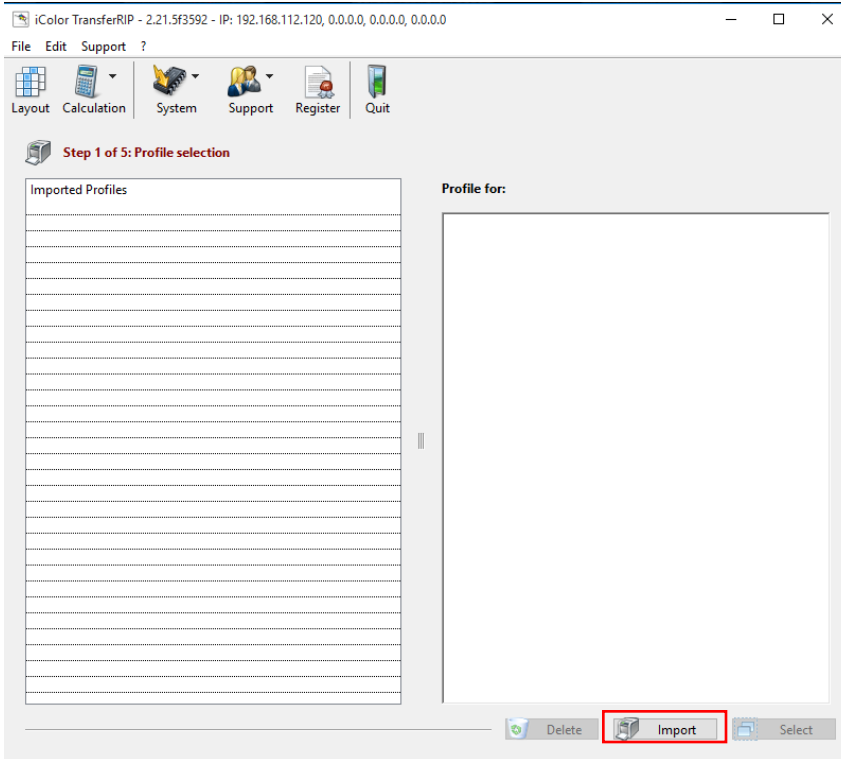 iColor TransferRIP - 2.21.5f3592 - IP: 192.168.112.120, 0.0.0.0, 0.0.0.0, 0.0.0.0
File Edit Support ?
Layout Calculation System Support Register Quit
Step 1 of 5: Profile selection
Imported Profiles
Profile for:
Delete Import Select